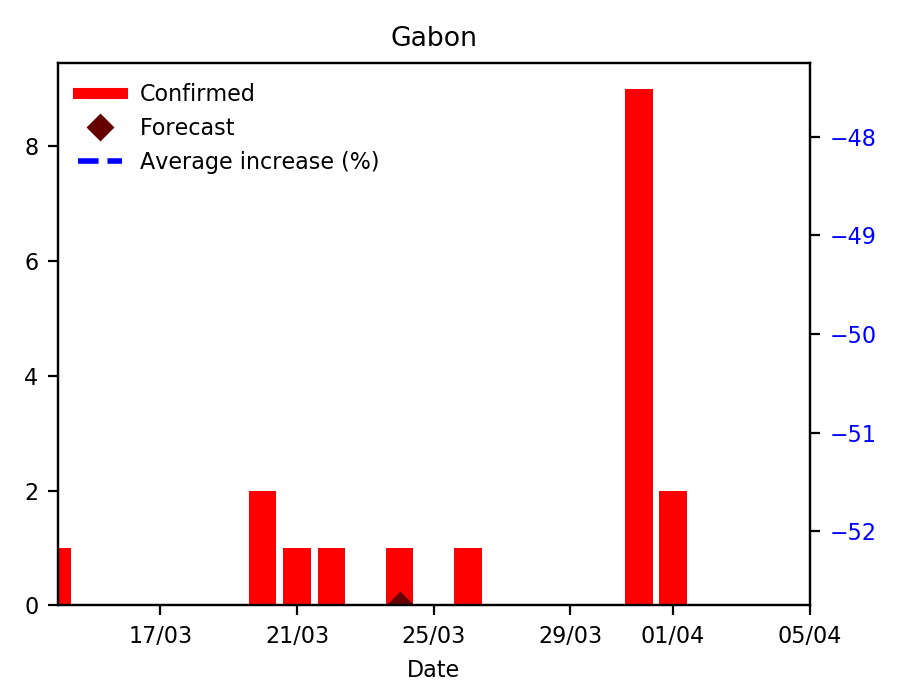 Gabon
Confirmed
Forecast
Average increase (%)
8
6
4
2
0
−48
−49
−50
−51
−52
17/03 21/03 25/03 29/03 01/04 05/04
Date